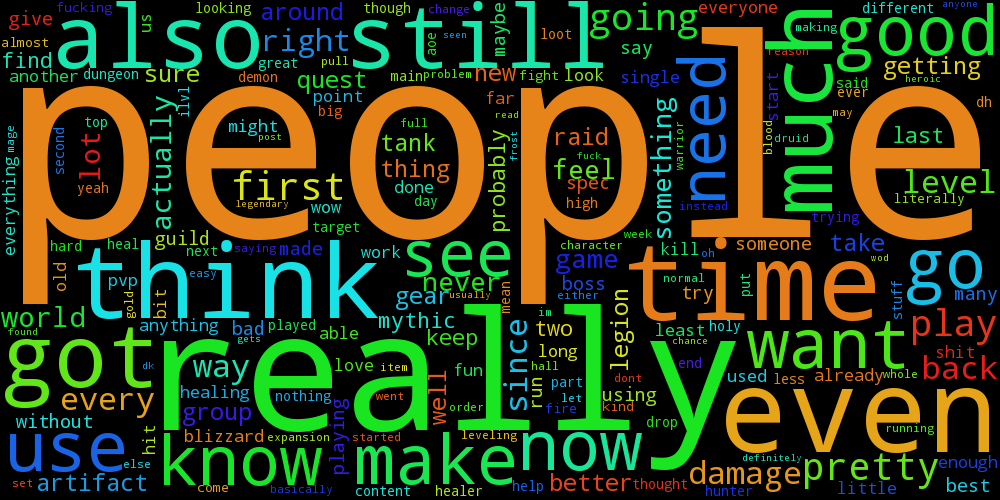 fucking looking around though change everyone different anyone
give us also right still going much good
almost great pull aoe seen maybe loot say making
find another dungeon sure quest main problem new fight look single reason getting
demon ilvl point big far start said ever heroic
people
mage second top lot yeah actually might post full tank thing read frost raid feel fuck spec high something warrior need blood druid may last dh level literally
everything first legendary done day probably instead trying
wow target
hard heal guild next saying made work see character week kill oh someone take go
old pvp think never game time wod many
gold bit easy gear usually mean boss either normal try put stuff
world anything bad played able mythic im two least holy play
found gets keep since long legion chance want shit back
got really way love item fun hall dont end used less already whole
dk healing nothing went well run part using even
every group order let fire kind drop running
without hit blizzard expansion playing started leveling definitely
use else know make now damage pretty enough
set artifact come basically content healer help better thought hunter little best